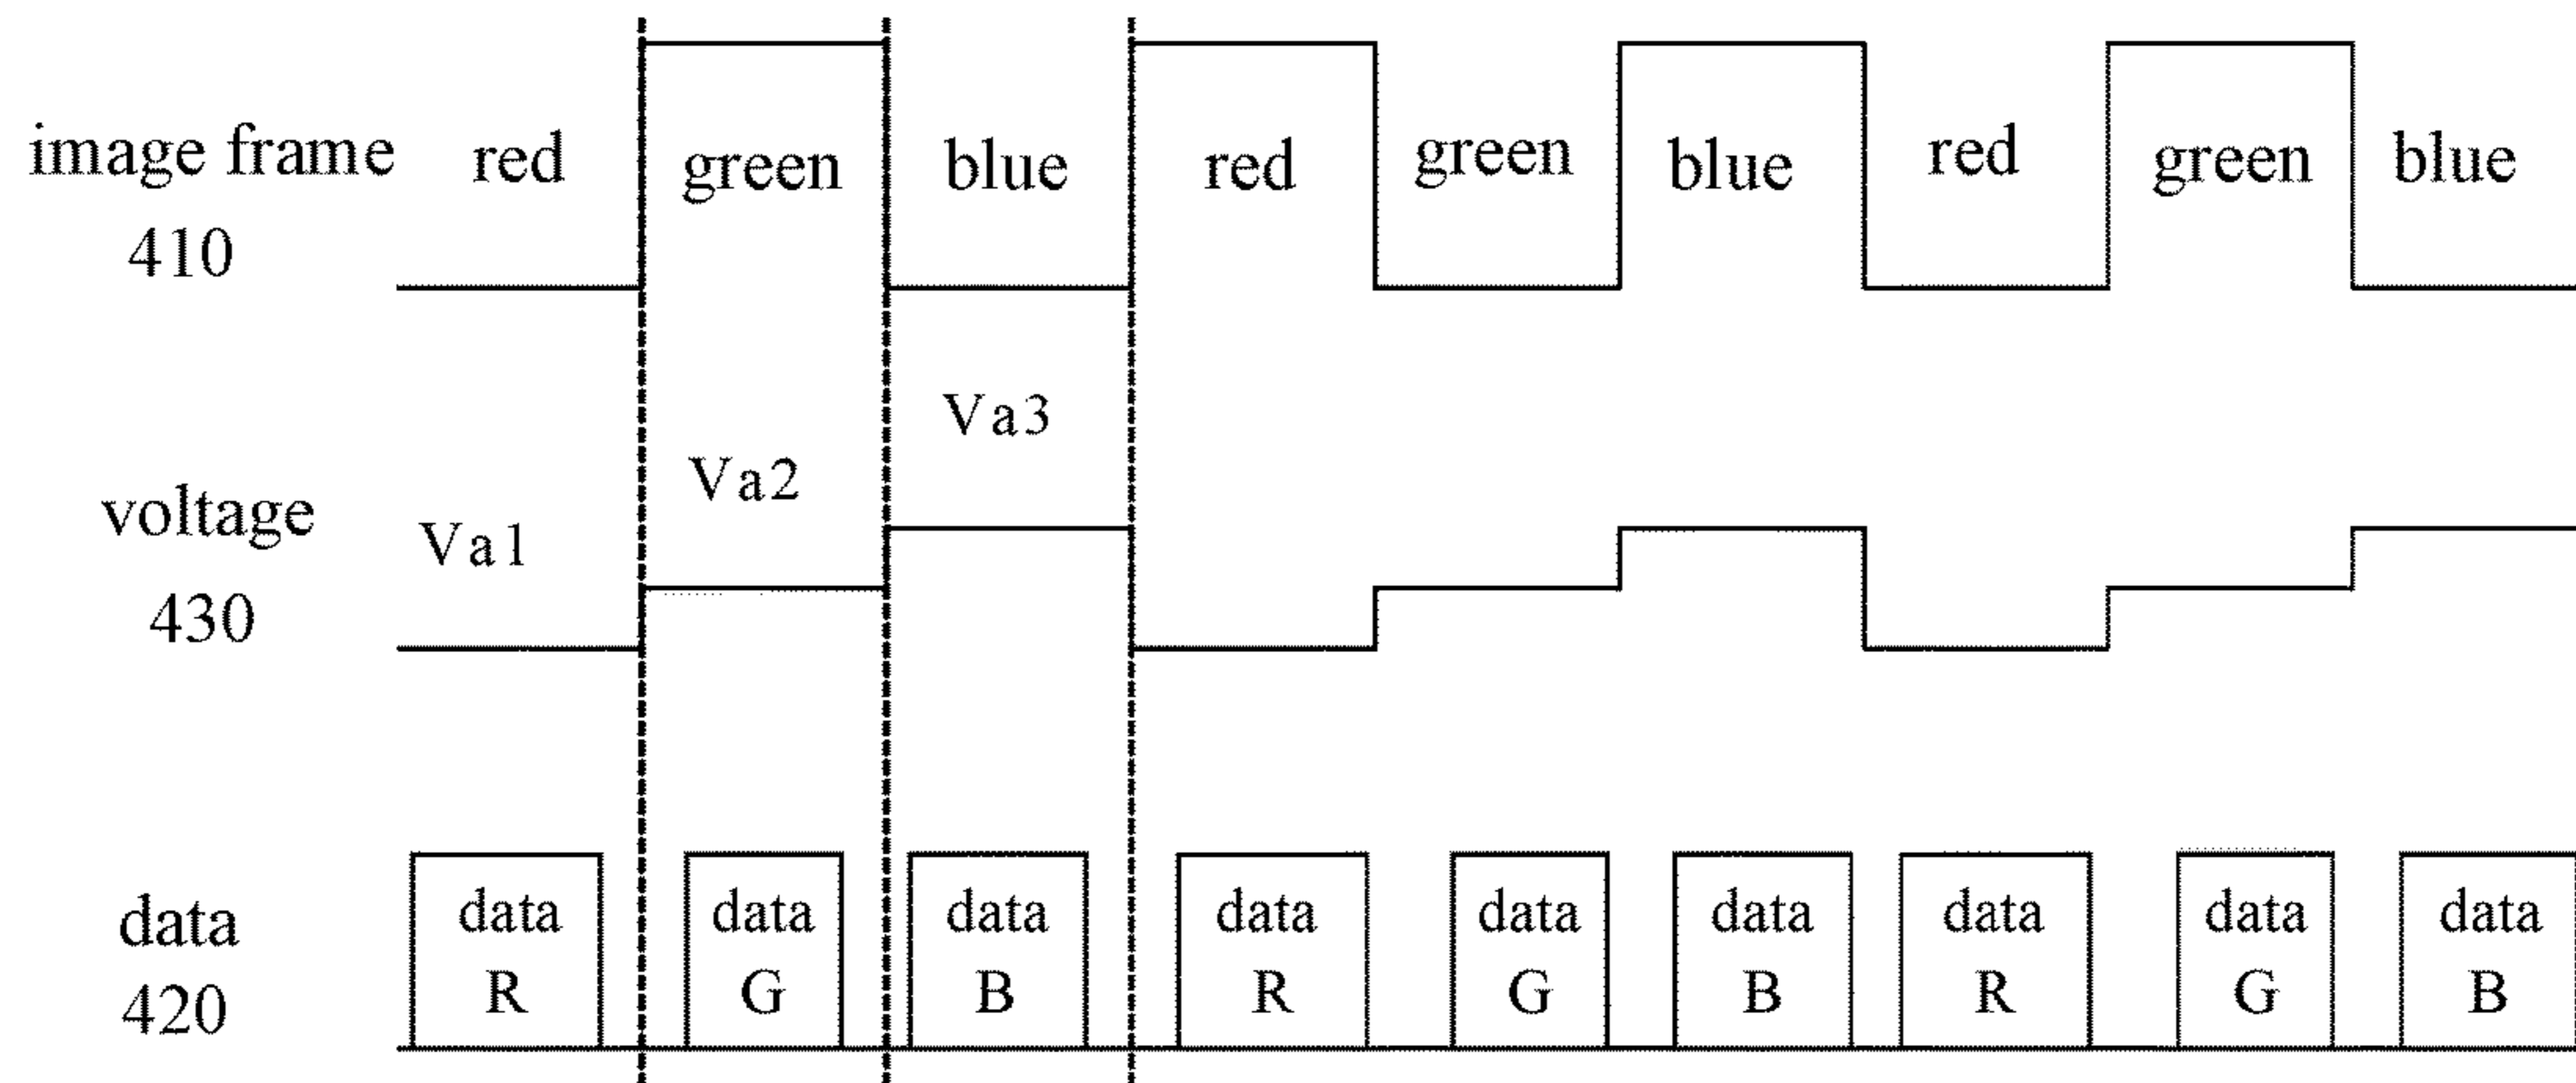 image frame
410
red
green
blue
red
green
blue
red
green
blue
voltage
430
Va1
Va2
Va3
data
420
data
R
data
G
data
B
data
R
data
G
data
B
data
R
data
G
data
B